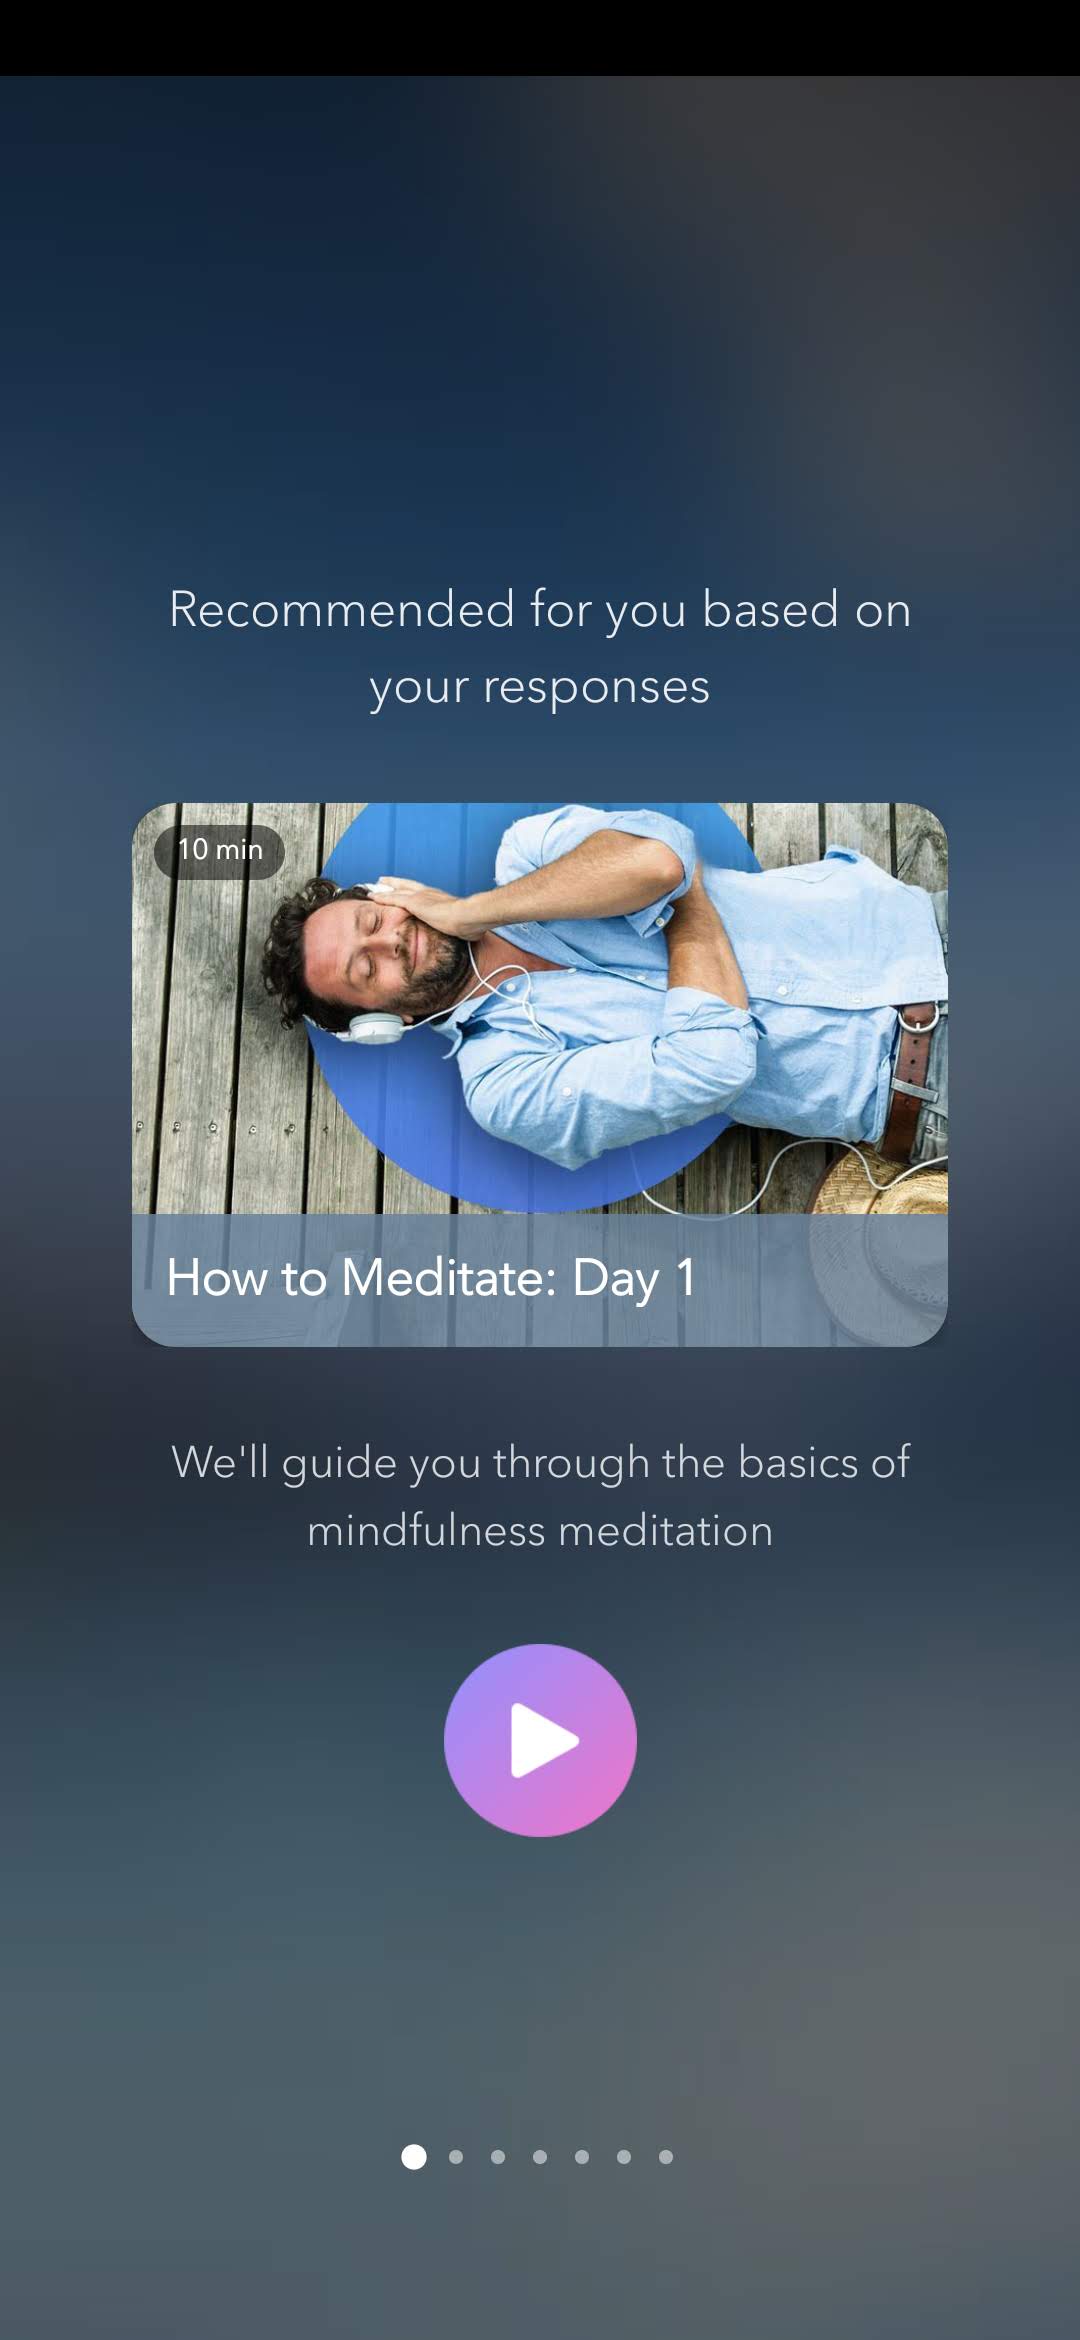 Recommended for you based on
your responses
10 min
How to Meditate: Day 1
We'll guide you through the basics of
mindfulness meditation